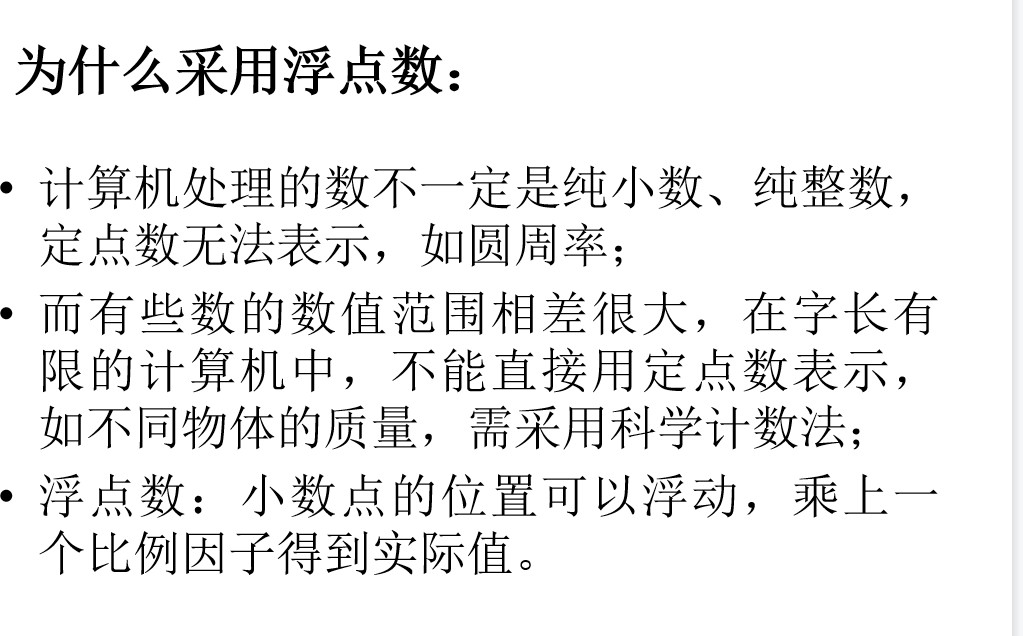 为什么采用浮点数：
• 计算机处理的数不一定是纯小数、纯整数，
定点数无法表示，如圆周率；
• 而有些数的数值范围相差很大，在字长有
限的计算机中，不能直接用定点数表示，
如不同物体的质量，需采用科学计数法；
• 浮点数：小数点的位置可以浮动，乘上一
个比例因子得到实际值。